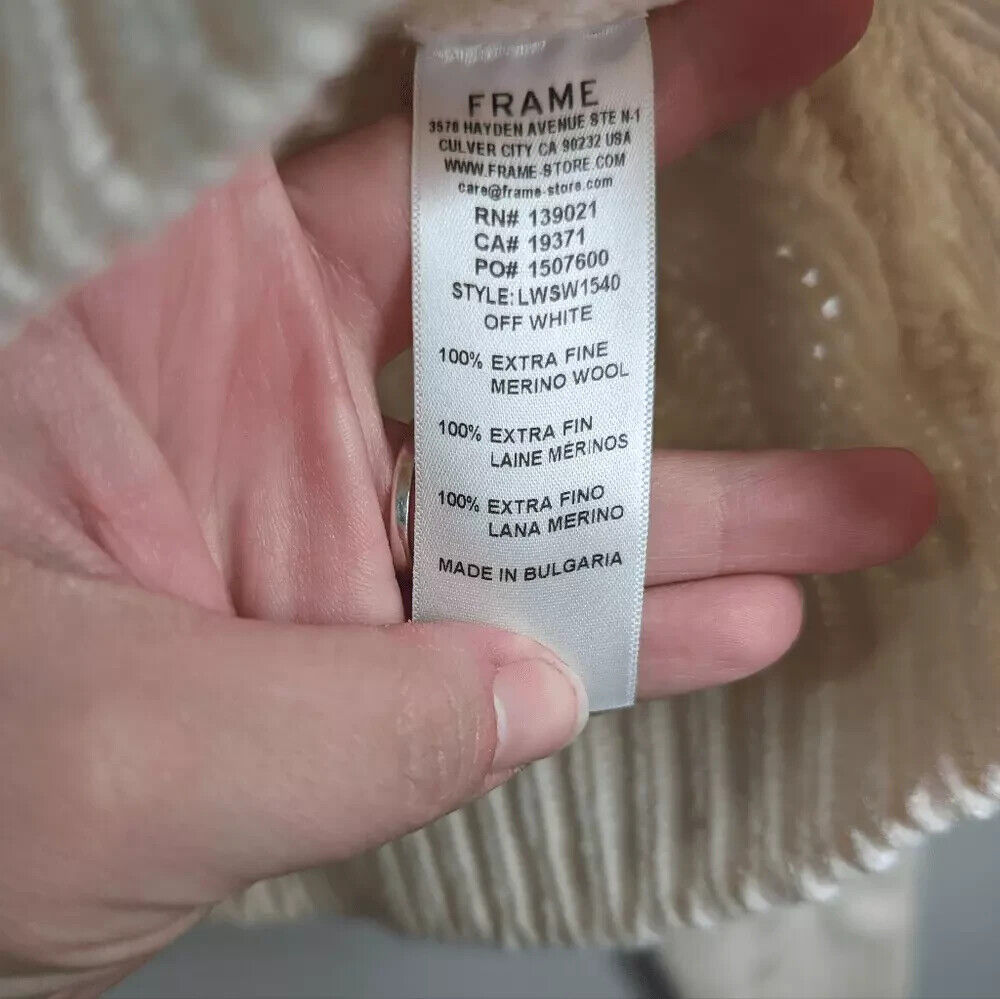 FRAME
3578 HAYDEN AVENUE STE N-1
CULVER CITY CA 90232 USA
WWW.FRAME-STORE.COM
care@frame-store.com
RN# 139021
CA# 19371
PO# 1507600
STYLE:LWSW1540
OFF WHITE
100% EXTRA FINE
MERINO WOOL
100% EXTRA FIN
LAINE MÉRINOS
100% EXTRA FINO
LANA MERINO
MADE IN BULGARIA